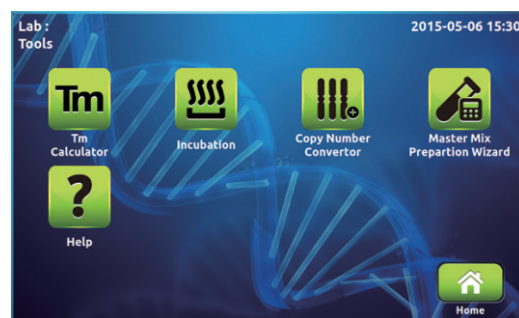 Lab :
Tools
2015-05-06 15:30
Tm
Tm
Calculator
Incubation
Copy Number
Convertor
Master Mix
Prepartion Wizard
?
Help
Home